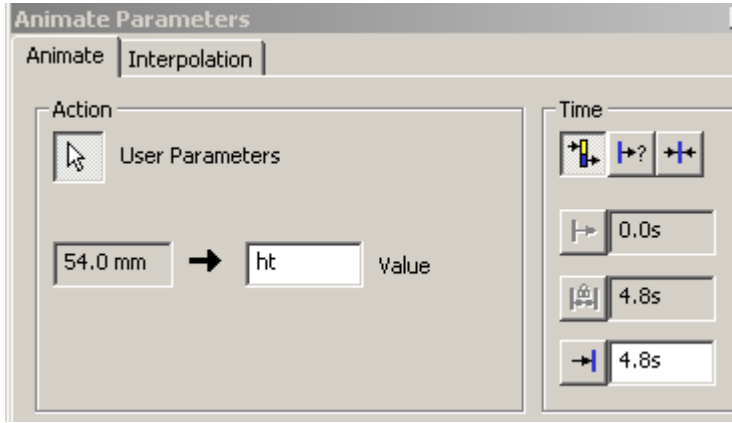 Animate Parameters
Animate Interpolation
Action
User Parameters
54.0 mm ht Value
Time
?
0.0s
4.8s
4.8s